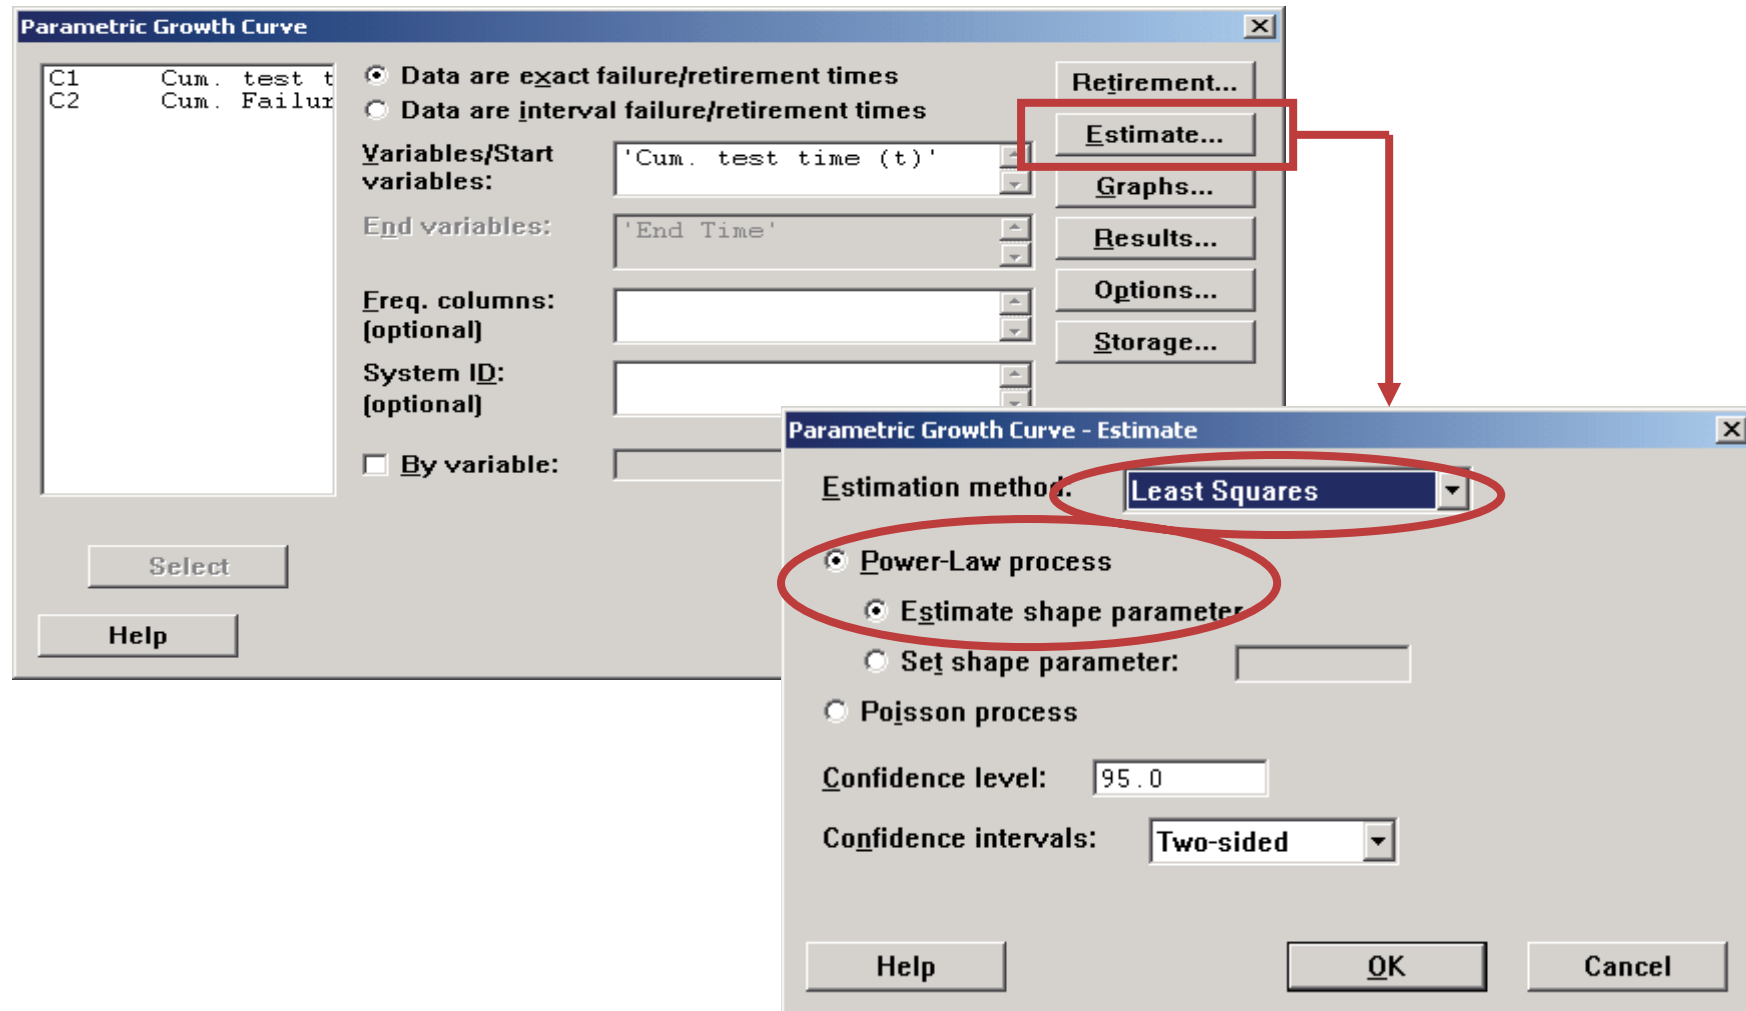 Parametric Growth Curve
C1 Cum. test t
C2 Cum. Failur
Data are exact failure/retirement times
Data are interval failure/retirement times
Variables/Start
variables:
'Cum. test time (t)'
End variables:
'End Time'
Freq. columns:
(optional)
System ID:
(optional)
By variable:
Retirement...
Estimate...
Graphs...
Results...
Options...
Storage...
Select
Help
Parametric Growth Curve - Estimate
Estimation method:
Least Squares
Power-Law process
Estimate shape parameter
Set shape parameter:
Poisson process
Confidence level:
95.0
Confidence intervals:
Two-sided
Help
OK
Cancel